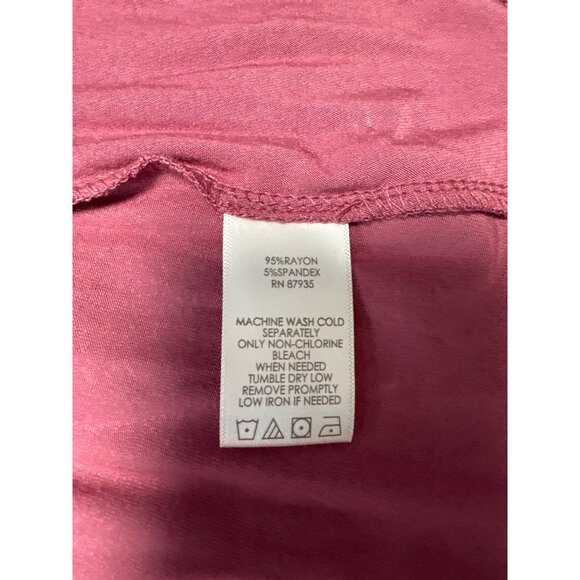 95%RAYON
5%SPANDEX
RN 87935
MACHINE WASH COLD
SEPARATELY
ONLY NON-CHLORINE
BLEACH
WHEN NEEDED
TUMBLE DRY LOW
REMOVE PROMPTLY
LOW IRON IF NEEDED